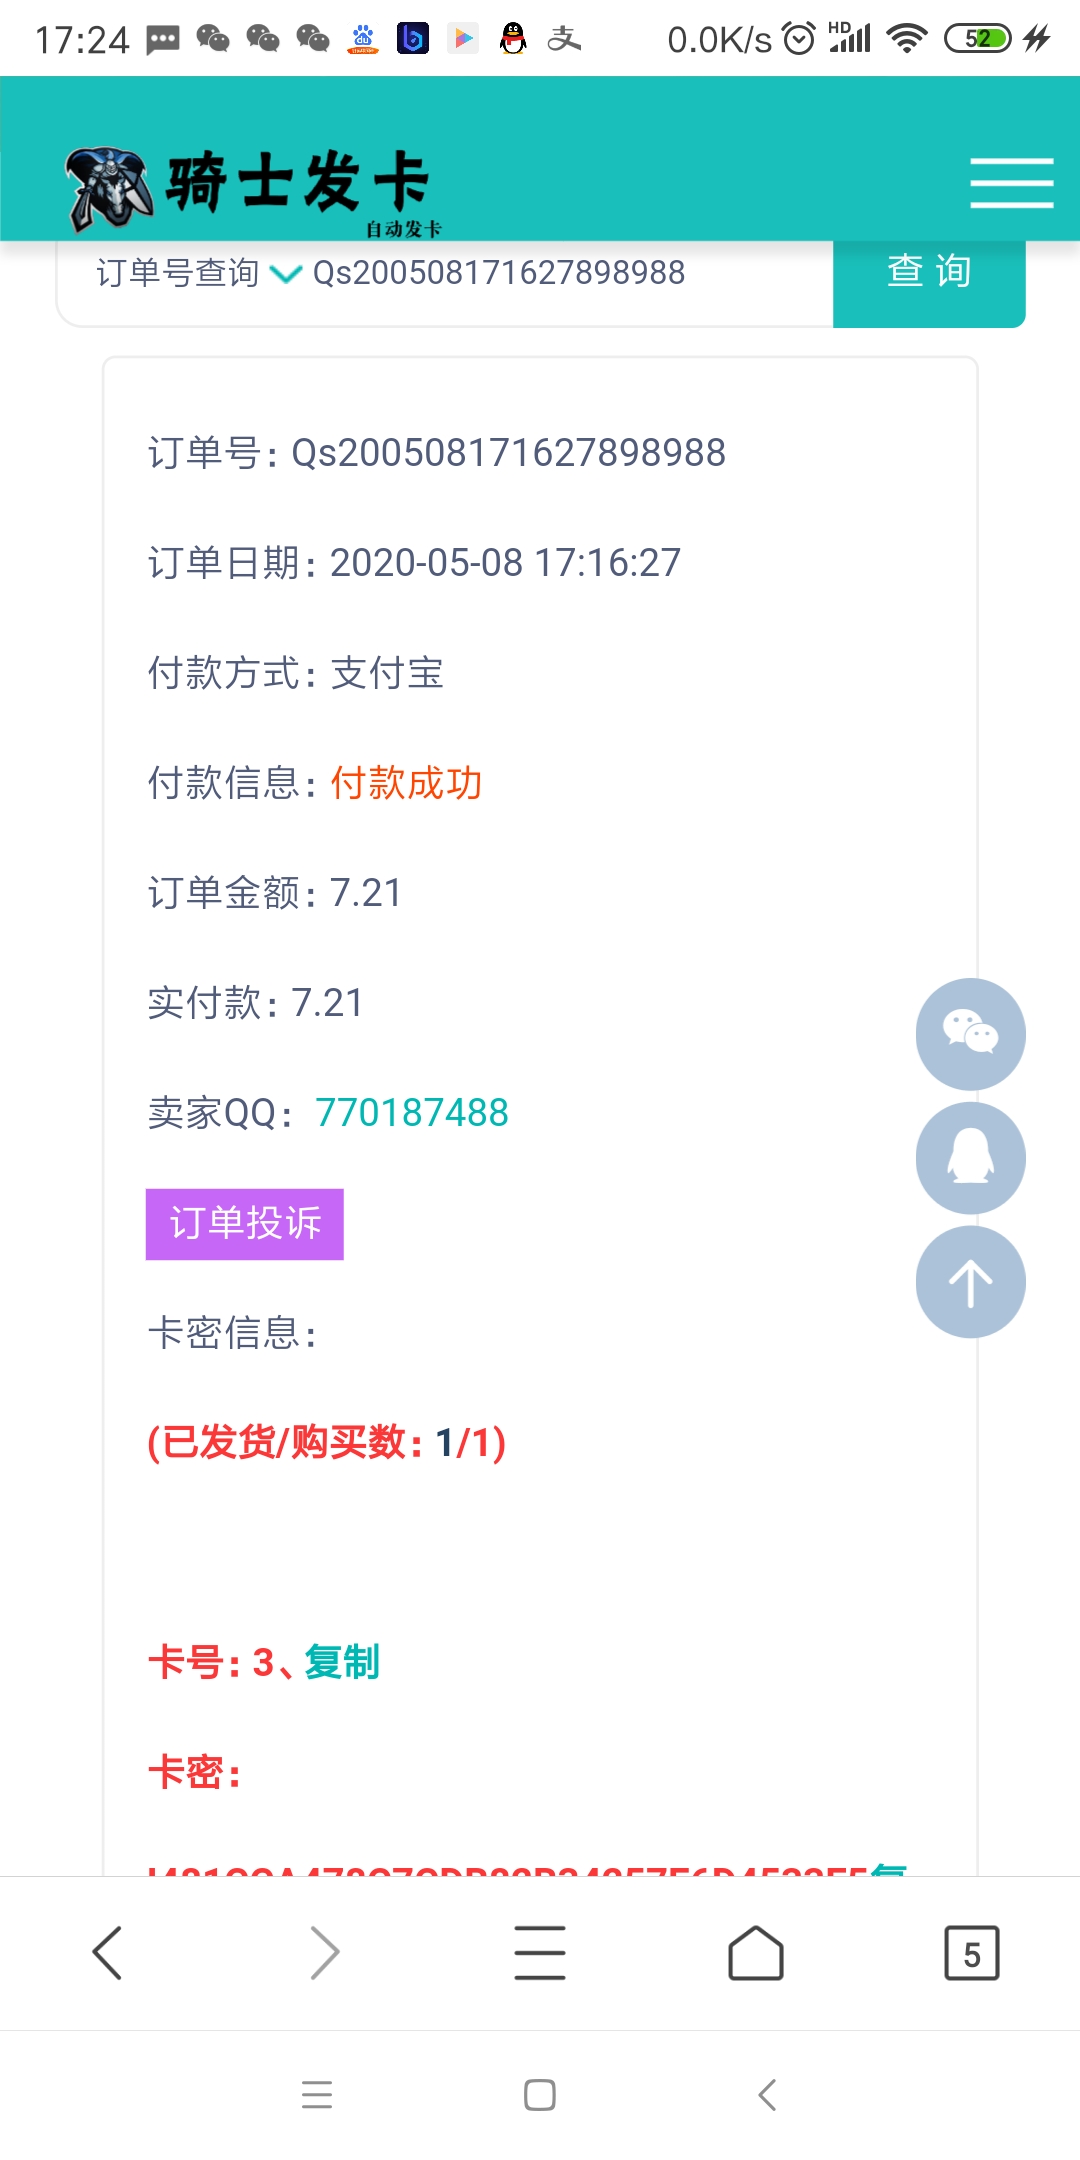 17:24 0.0K/s HD 52
骑士发卡
自动发卡
订单号查询 Qs200508171627898988 查 询
订单号: Qs200508171627898988
订单日期: 2020-05-08 17:16:27
付款方式: 支付宝
付款信息: 付款成功
订单金额: 7.21
实付款: 7.21
卖家QQ: 770187488
订单投诉
卡密信息:
(已发货/购买数: 1/1)
卡号: 3、复制
卡密:
5